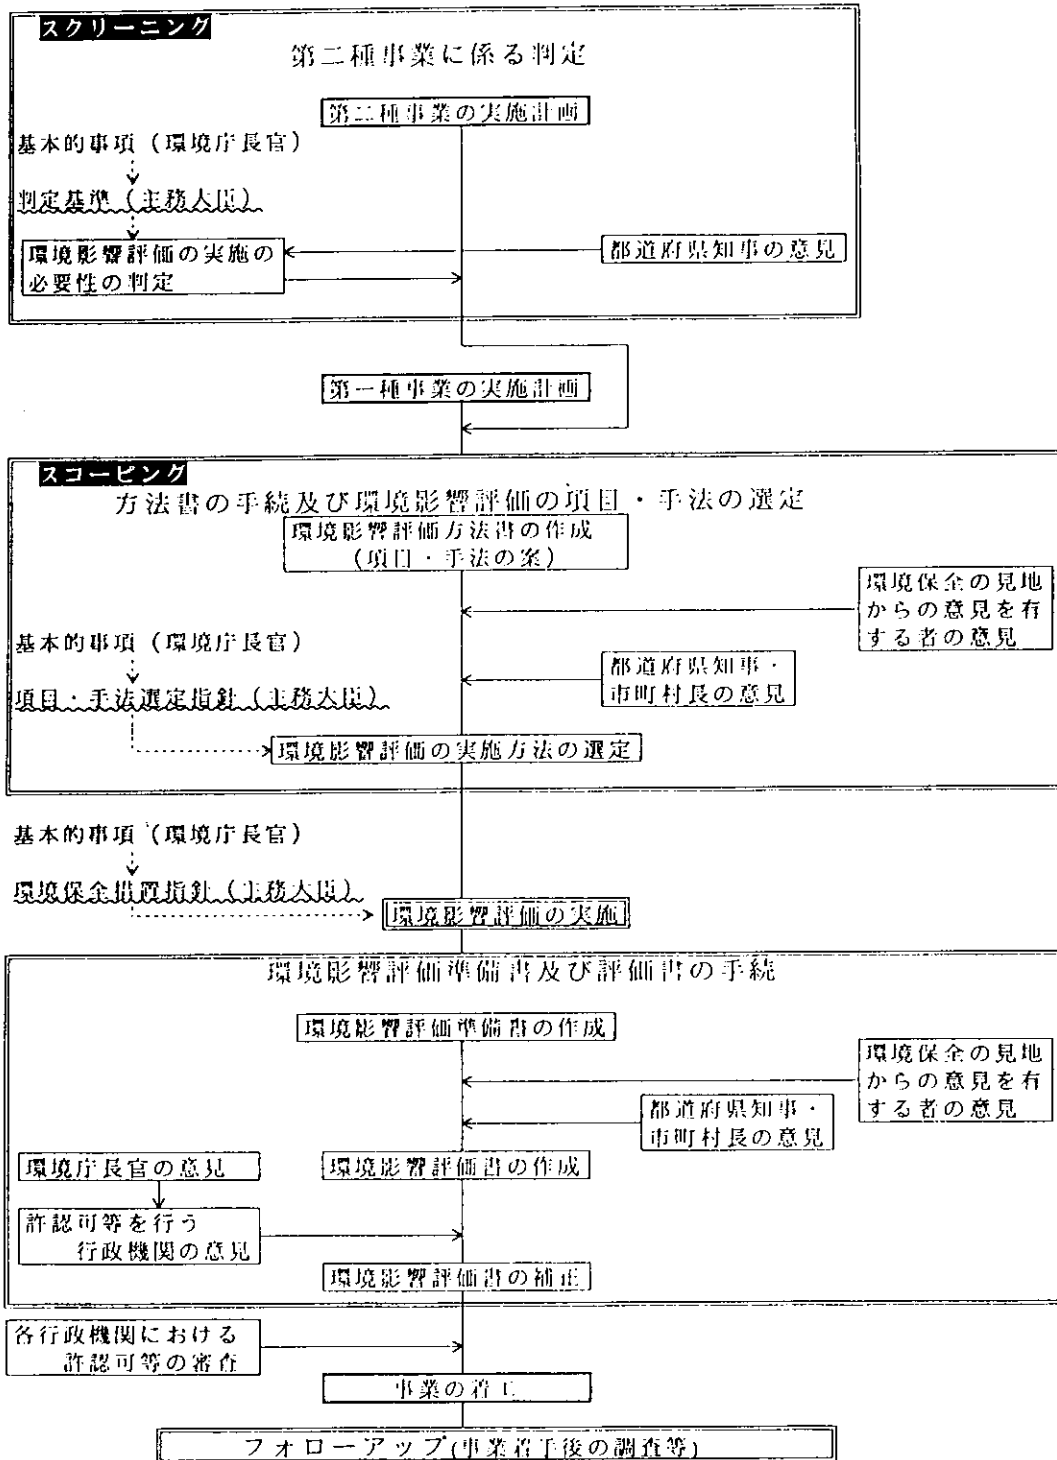 スクリーニング
第二種事業に係る判定
第二種事業の実施計画
基本的事項（環境庁長官）
判定基準（主務大臣）
環境影響評価の実施の
必要性の判定
都道府県知事の意見
第一種事業の実施計画
スコーピング
方法書の手続及び環境影響評価の項目・手法の選定
環境影響評価方法書の作成
（項目・手法の案）
環境保全の見地
からの意見を有
する者の意見
基本的事項（環境庁長官）
都道府県知事・
市町村長の意見
項目・手法選定指針（主務大臣）
環境影響評価の実施方法の選定
基本的事項（環境庁長官）
環境保全措置指針（主務大臣）
環境影響評価の実施
環境影響評価準備書及び評価書の手続
環境影響評価準備書の作成
環境保全の見地
からの意見を有
する者の意見
都道府県知事・
市町村長の意見
環境庁長官の意見
環境影響評価書の作成
許認可等を行う
行政機関の意見
環境影響評価書の補正
各行政機関における
許認可等の審査
事業の着工
フォローアップ(事業着手後の調査等)